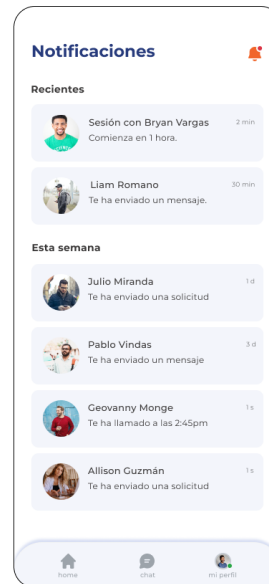 Notificaciones
Recientes
Sesión con Bryan Vargas
2 min
Comienza en 1 hora.
Liam Romano
30 min
Te ha enviado un mensaje.
Esta semana
Julio Miranda
1 d
Te ha enviado una solicitud
Pablo Vindas
3 d
Te ha enviado un mensaje
Geovanny Monge
1 s
Te ha llamado a las 2:45pm
Allison Guzmán
1 s
Te ha enviado una solicitud
home
chat
mi perfil